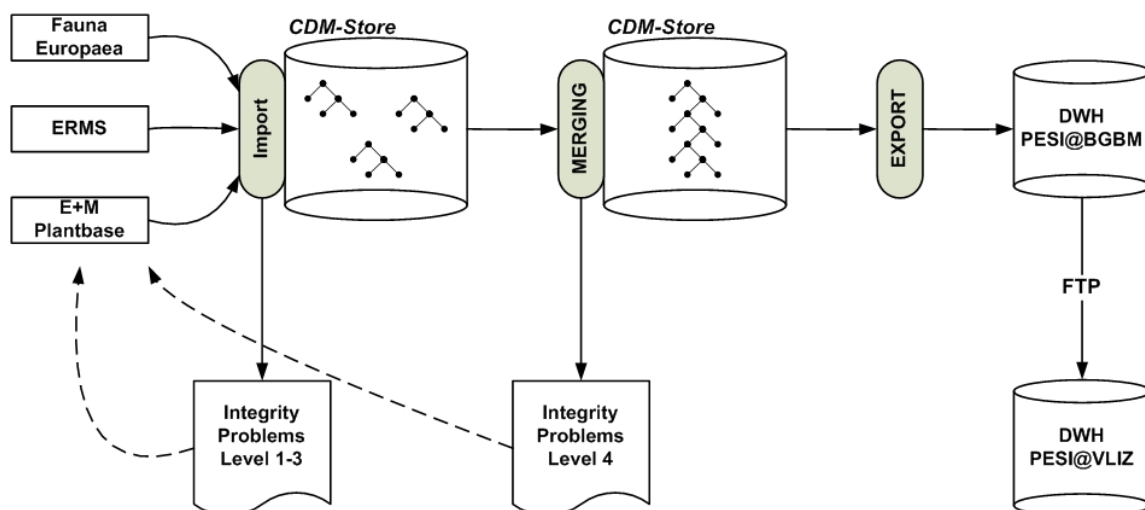 Fauna
Europaea
ERMS
E+M
Plantbase
Import
CDM-Store
MERGING
CDM-Store
EXPORT
DWH
PESI@BGBM
FTP
DWH
PESI@VLIZ
Integrity
Problems
Level 1-3
Integrity
Problems
Level 4